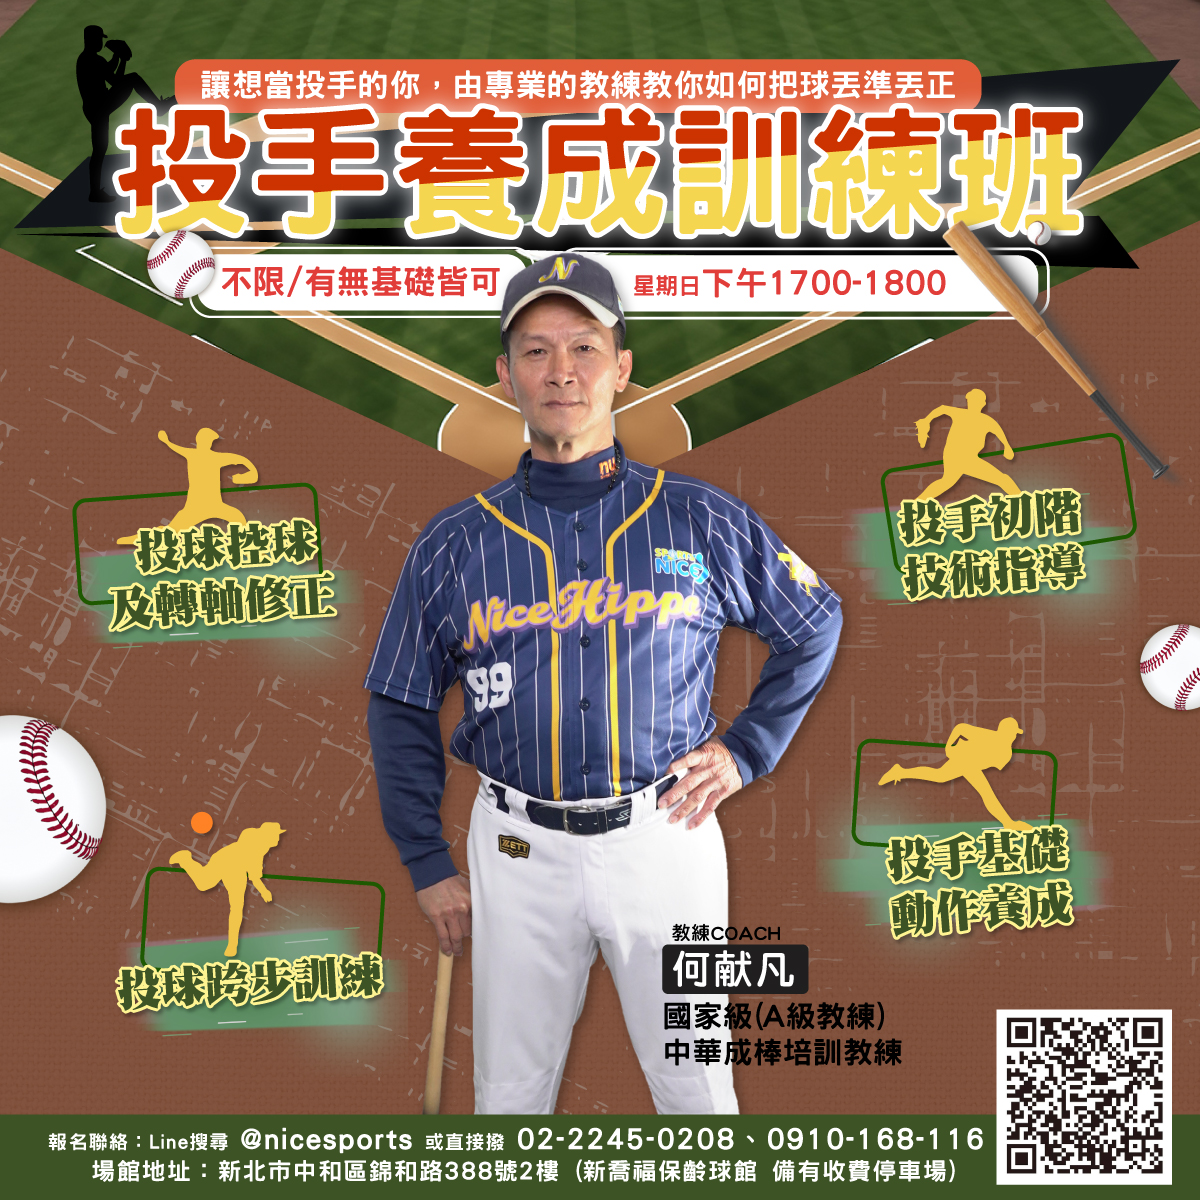 讓想當投手的你，由專業的教練教你如何把球丟準丟正
投手養成訓練班
不限/有無基礎皆可
星期日下午1700-1800
N
nu
SPORTS
NICE
Nice Hippo
99
ZETT
投球控球
及轉軸修正
投手初階
技術指導
投球跨步訓練
投手基礎
動作養成
教練COACH
何献凡
國家級(A級教練)
中華成棒培訓教練
報名聯絡：Line搜尋 @nicesports 或直接撥 02-2245-0208、0910-168-116
場館地址：新北市中和區錦和路388號2樓 (新喬福保齡球館 備有收費停車場)